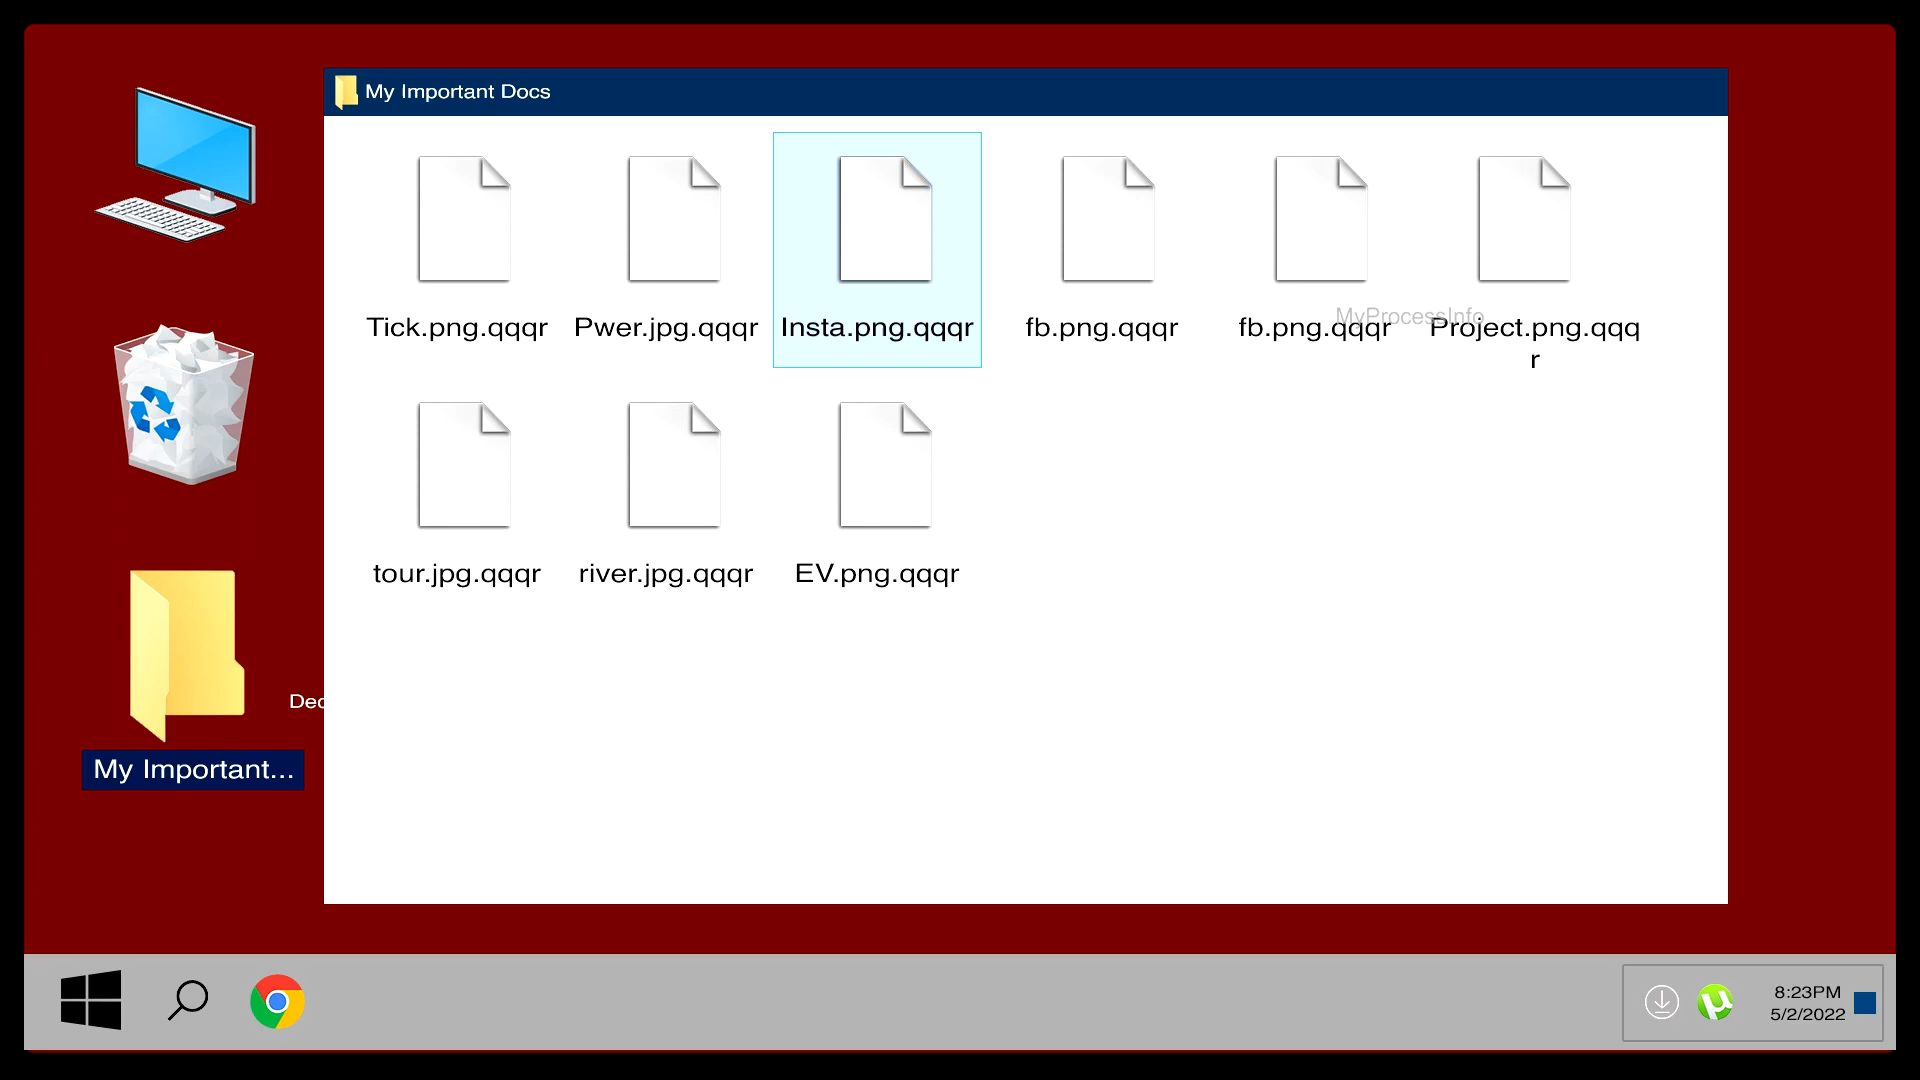 My Important Docs
Tick.png.qqqr
Pwer.jpg.qqqr
Insta.png.qqqr
fb.png.qqqr
fb.png.qqqr
Project.png.qqq
r
MyProcessInfo
tour.jpg.qqqr
river.jpg.qqqr
EV.png.qqqr
Dec
My Important...
8:23PM
5/2/2022